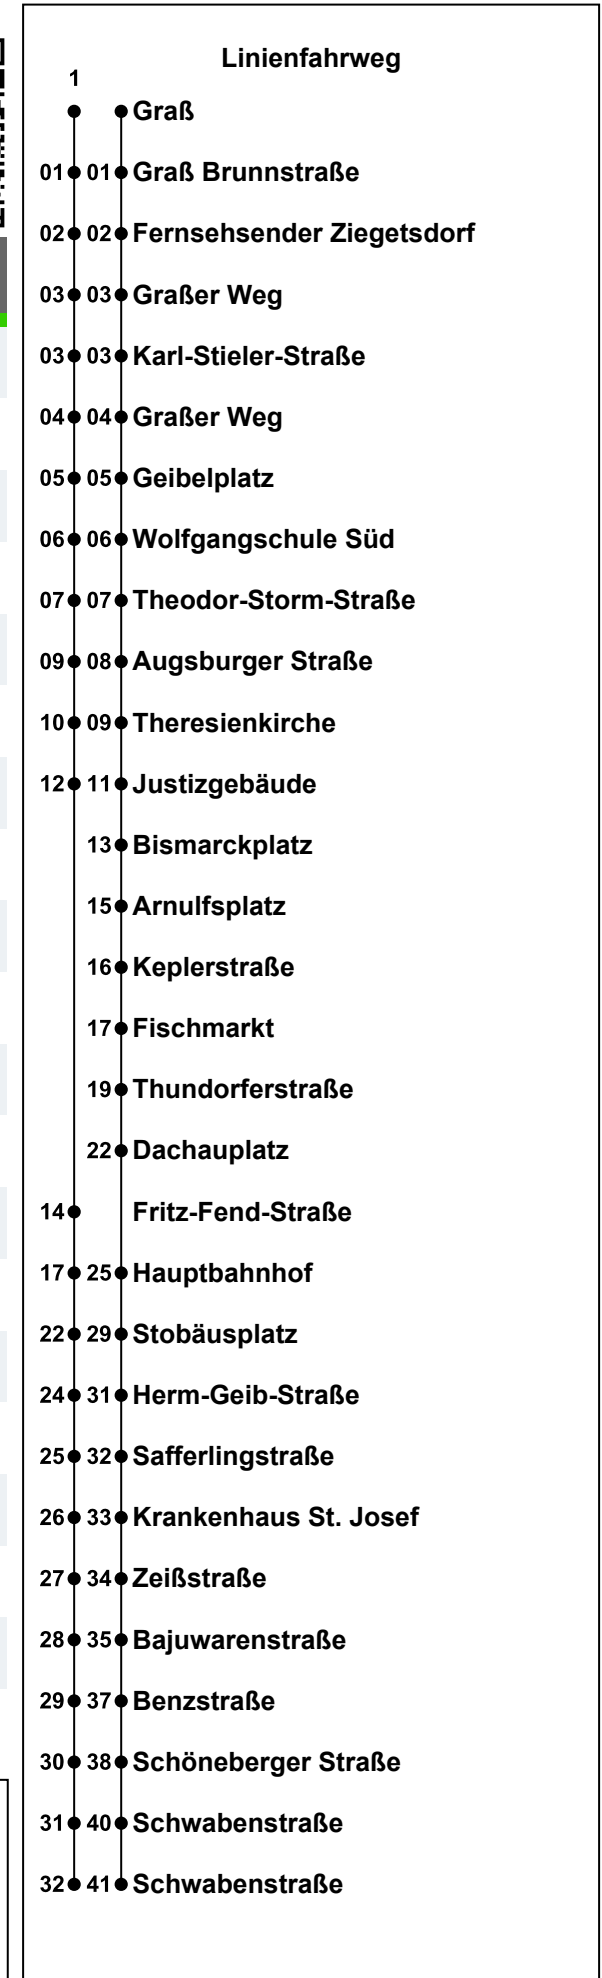 Linienfahrweg
1
Graß
01 01 Graß Brunnstraße
02 02 Fernsehsender Ziegetsdorf
03 03 Graßer Weg
03 03 Karl-Stieler-Straße
04 04 Graßer Weg
05 05 Geibelplatz
06 06 Wolfgangschule Süd
07 07 Theodor-Storm-Straße
09 08 Augsburger Straße
10 09 Theresienkirche
12 11 Justizgebäude
13 Bismarckplatz
15 Arnulfsplatz
16 Keplerstraße
17 Fischmarkt
19 Thundorferstraße
22 Dachauplatz
14 Fritz-Fend-Straße
17 25 Hauptbahnhof
22 29 Stobäusplatz
24 31 Herm-Geib-Straße
25 32 Safferlingstraße
26 33 Krankenhaus St. Josef
27 34 Zeißstraße
28 35 Bajuwarenstraße
29 37 Benzstraße
30 38 Schöneberger Straße
31 40 Schwabenstraße
32 41 Schwabenstraße